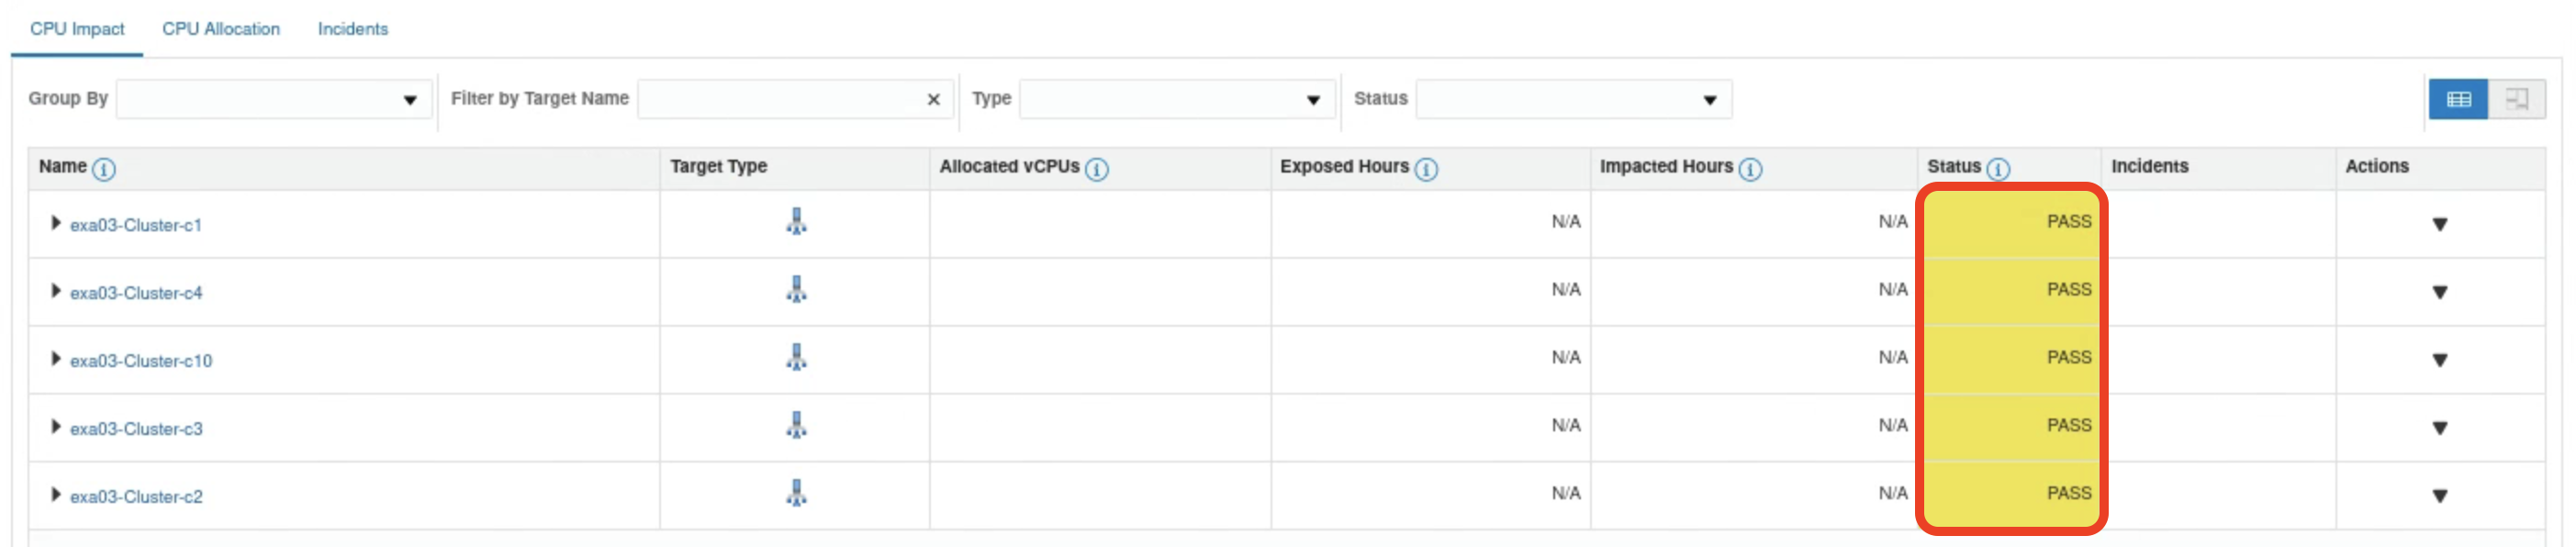 CPU Impact CPU Allocation Incidents
Group By Filter by Target Name Type Status
Name Target Type Allocated vCPUs Exposed Hours Impacted Hours Status Incidents Actions
exa03-Cluster-c1 N/A N/A PASS
exa03-Cluster-c4 N/A N/A PASS
exa03-Cluster-c10 N/A N/A PASS
exa03-Cluster-c3 N/A N/A PASS
exa03-Cluster-c2 N/A N/A PASS